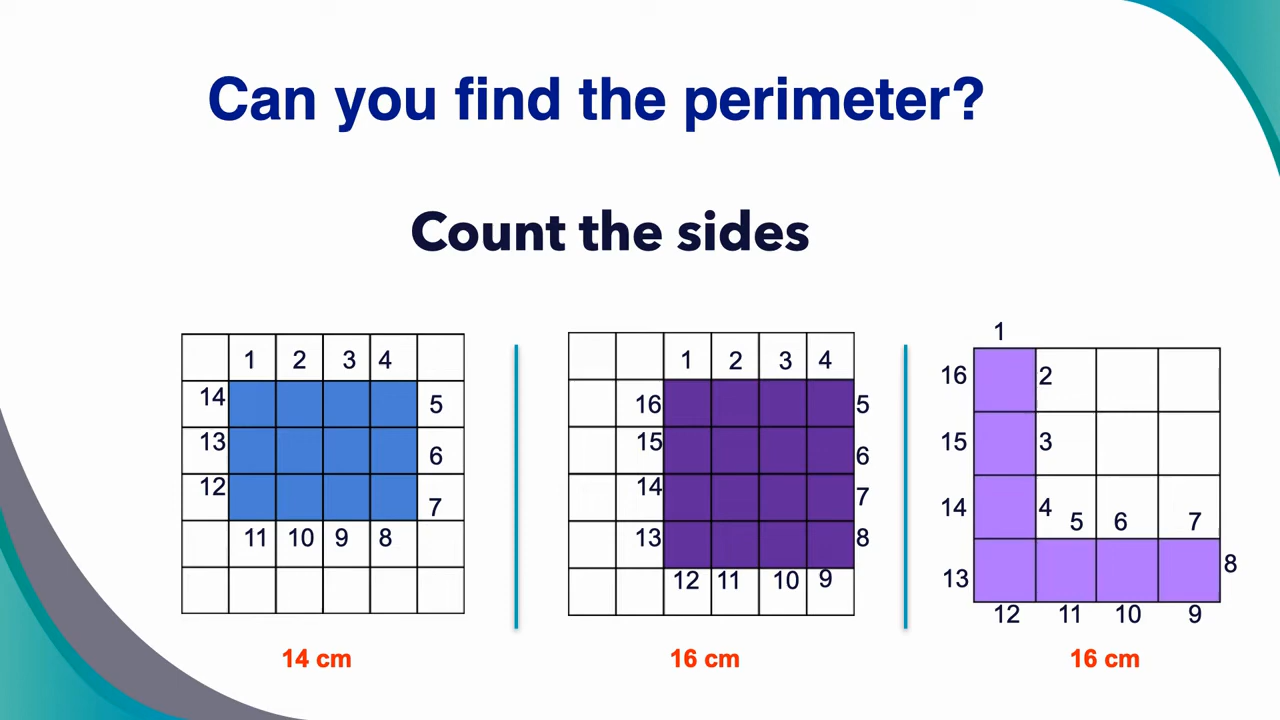 Can you find the perimeter?
Count the sides
1 2 3 4
14 5
13 6
12 7
11 10 9 8
14 cm
1 2 3 4
16 5
15 6
14 7
13 8
12 11 10 9
16 cm
1
16 2
15 3
14 4 5 6 7
13 8
12 11 10 9
16 cm